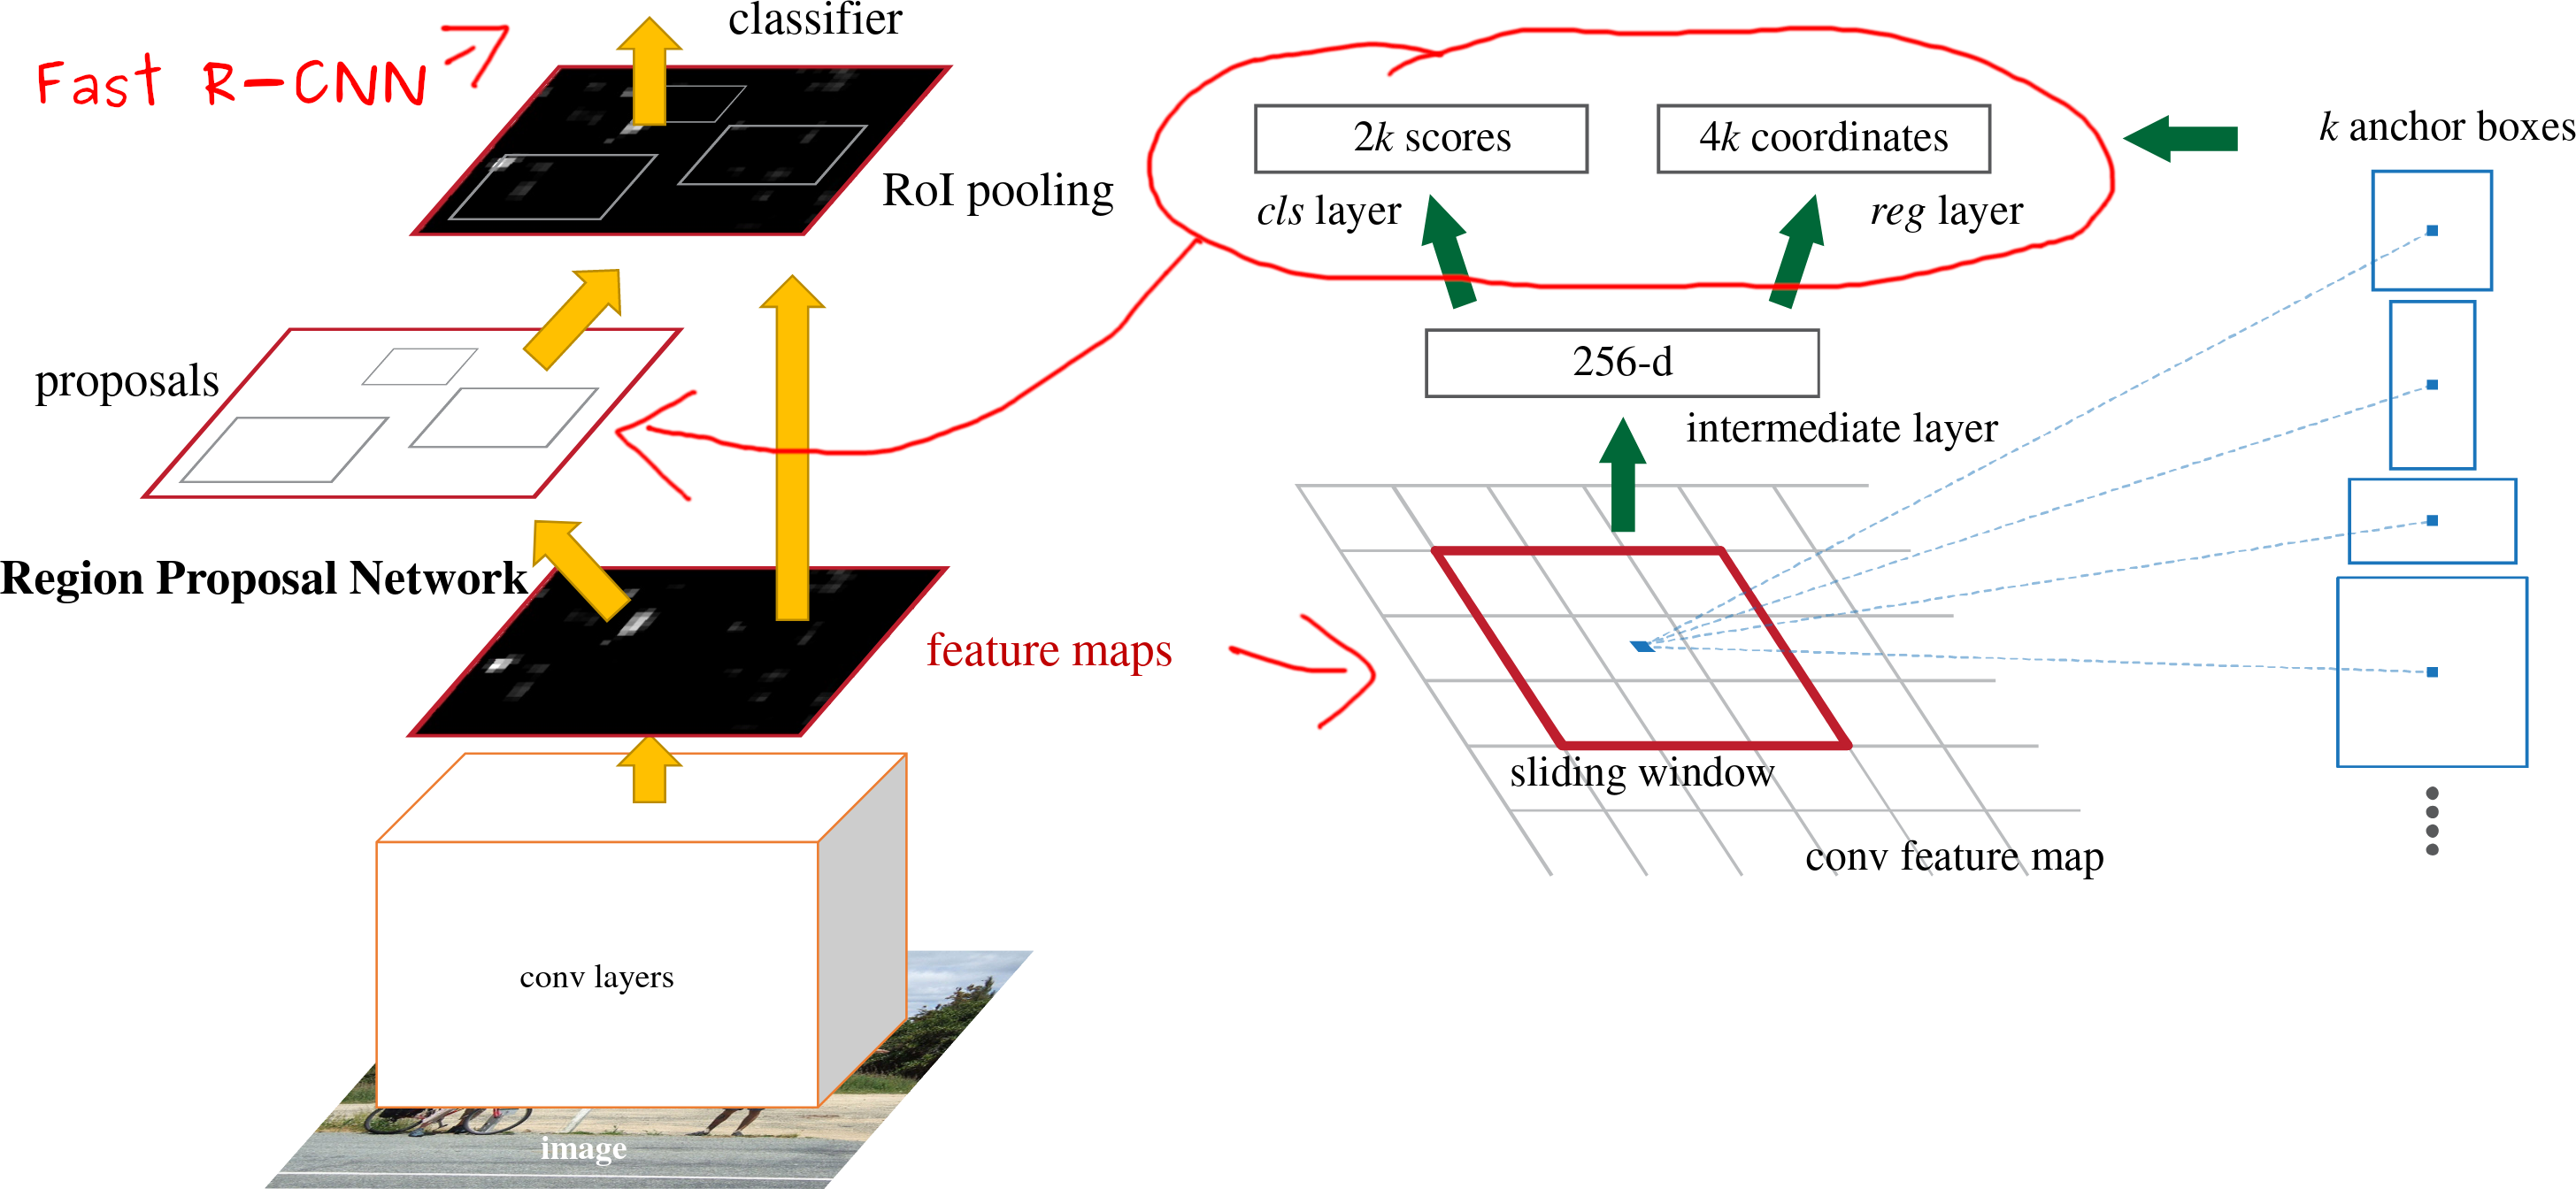 classifier
Fast R-CNN
RoI pooling
proposals
Region Proposal Network
feature maps
conv layers
image
2k scores
4k coordinates
cls layer
reg layer
256-d
intermediate layer
sliding window
conv feature map
k anchor boxes